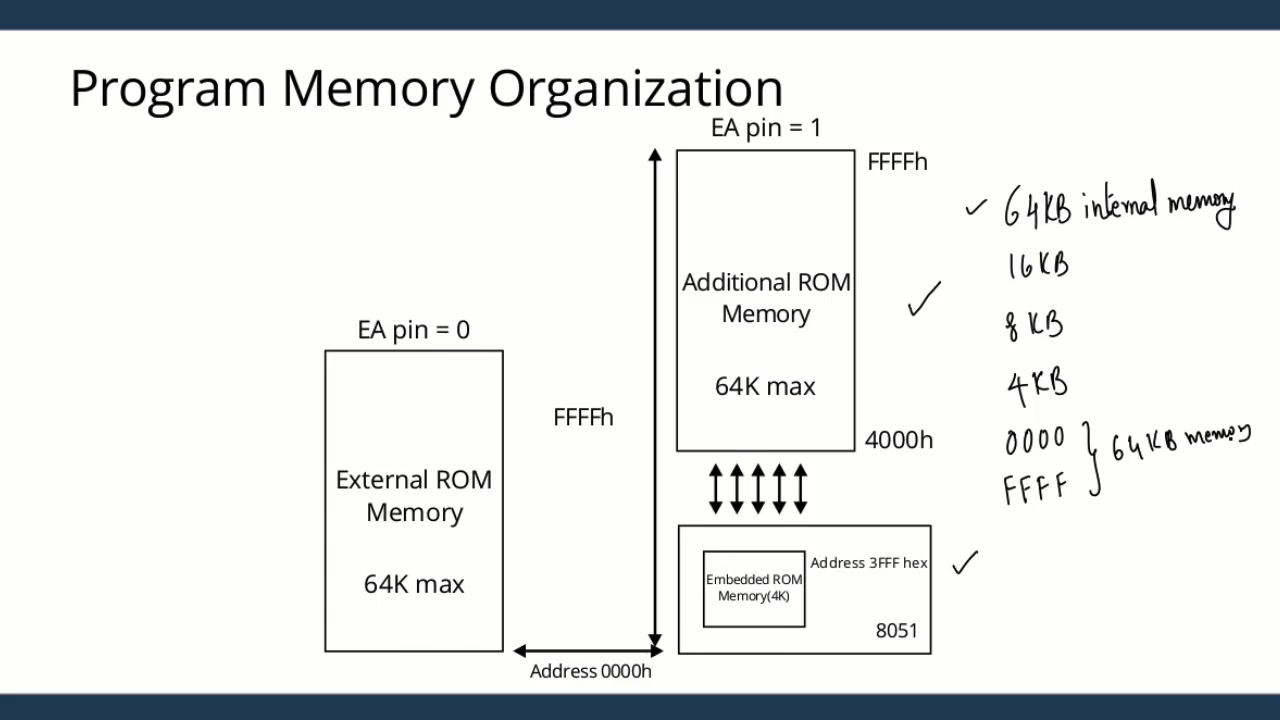 Program Memory Organization
EA pin = 1
FFFFh
Additional ROM
Memory
64K max
4000h
EA pin = 0
External ROM
Memory
64K max
FFFFh
Address 0000h
Embedded ROM
Memory(4K)
Address 3FFF hex
8051
✓ 64KB internal memory
16KB
8 KB
4KB
0000
FFFF } 64KB memory